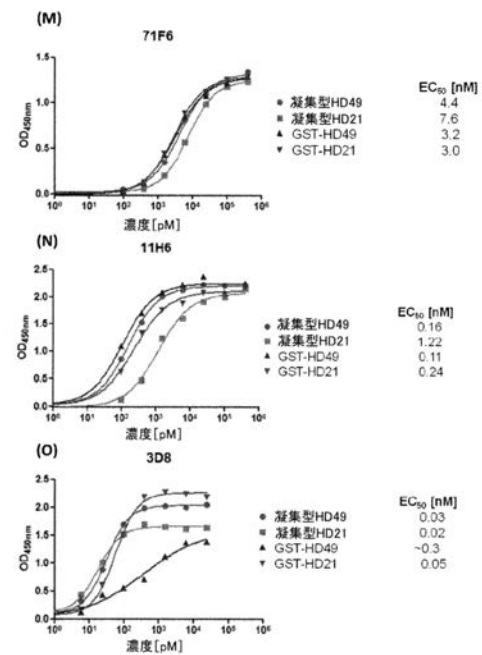 (M)
71F6
OD450nm
1.5
1.0
0.5
0.0
10⁰ 10¹ 10² 10³ 10⁴ 10⁵ 10⁶
濃度[pM]
EC₅₀ [nM]
凝集型HD49 4.4
凝集型HD21 7.6
GST-HD49 3.2
GST-HD21 3.0
(N)
11H6
OD450nm
2.5
2.0
1.5
1.0
0.5
0.0
10⁰ 10¹ 10² 10³ 10⁴ 10⁵ 10⁶
濃度[pM]
EC₅₀ [nM]
凝集型HD49 0.16
凝集型HD21 1.22
GST-HD49 0.11
GST-HD21 0.24
(O)
3D8
OD450nm
2.5
2.0
1.5
1.0
0.5
0.0
10⁰ 10¹ 10² 10³ 10⁴ 10⁵ 10⁶
濃度[pM]
EC₅₀ [nM]
凝集型HD49 0.03
凝集型HD21 0.02
GST-HD49 ~0.3
GST-HD21 0.05